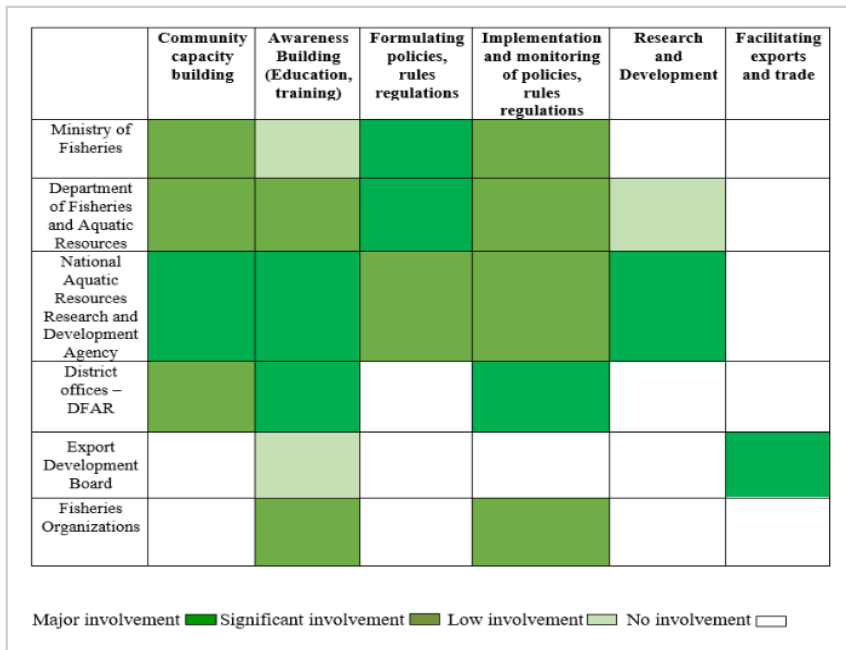 Community capacity building
Awareness Building (Education, training)
Formulating policies, rules regulations
Implementation and monitoring of policies, rules regulations
Research and Development
Facilitating exports and trade
Ministry of Fisheries
Department of Fisheries and Aquatic Resources
National Aquatic Resources Research and Development Agency
District offices – DFAR
Export Development Board
Fisheries Organizations
Major involvement Significant involvement Low involvement No involvement